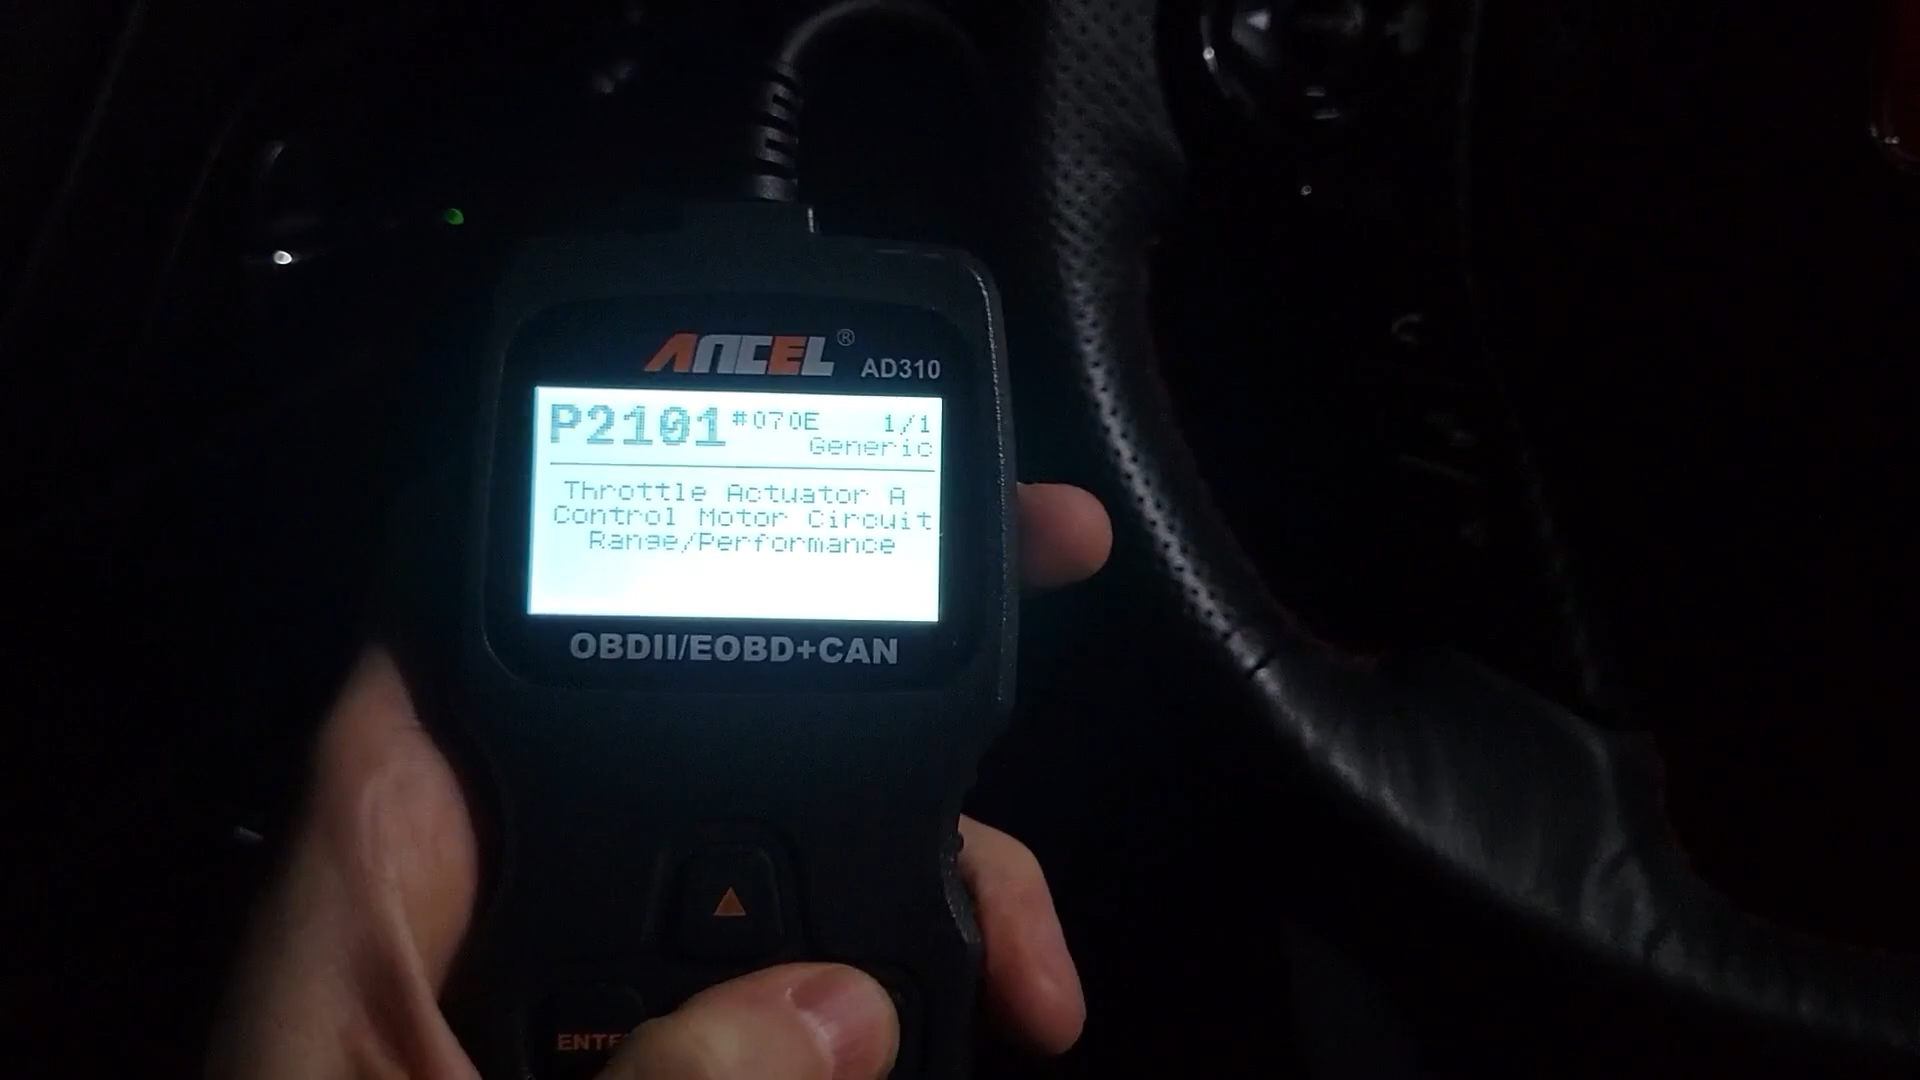 ANCEL®
AD310
P2101 #070E 1/1
Generic
Throttle Actuator A
Control Motor Circuit
Range/Performance
OBDII/EOBD+CAN